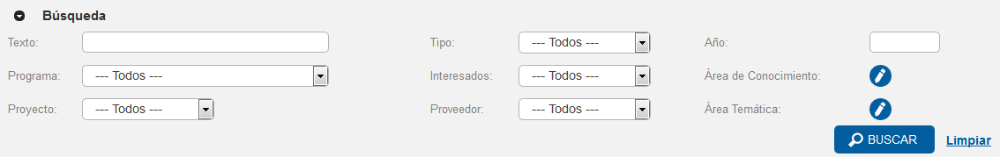 Búsqueda
Texto: Tipo: --- Todos --- Año:
Programa: --- Todos --- Interesados: --- Todos --- Área de Conocimiento:
Proyecto: --- Todos --- Proveedor: --- Todos --- Área Temática:
BUSCAR Limpiar